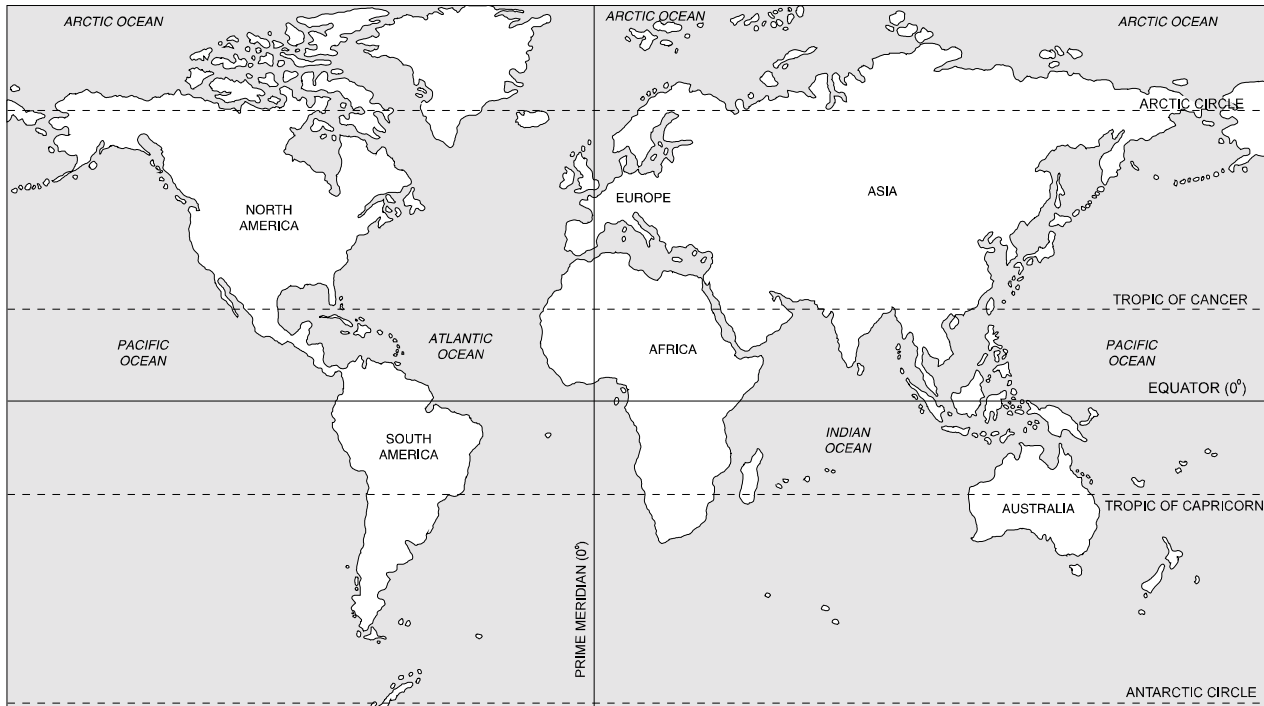 ARCTIC OCEAN
ARCTIC OCEAN
ARCTIC OCEAN
ARCTIC CIRCLE
NORTH
AMERICA
EUROPE
ASIA
TROPIC OF CANCER
PACIFIC
OCEAN
ATLANTIC
OCEAN
AFRICA
PACIFIC
OCEAN
EQUATOR (0°)
SOUTH
AMERICA
INDIAN
OCEAN
AUSTRALIA
TROPIC OF CAPRICORN
PRIME MERIDIAN (0°)
ANTARCTIC CIRCLE